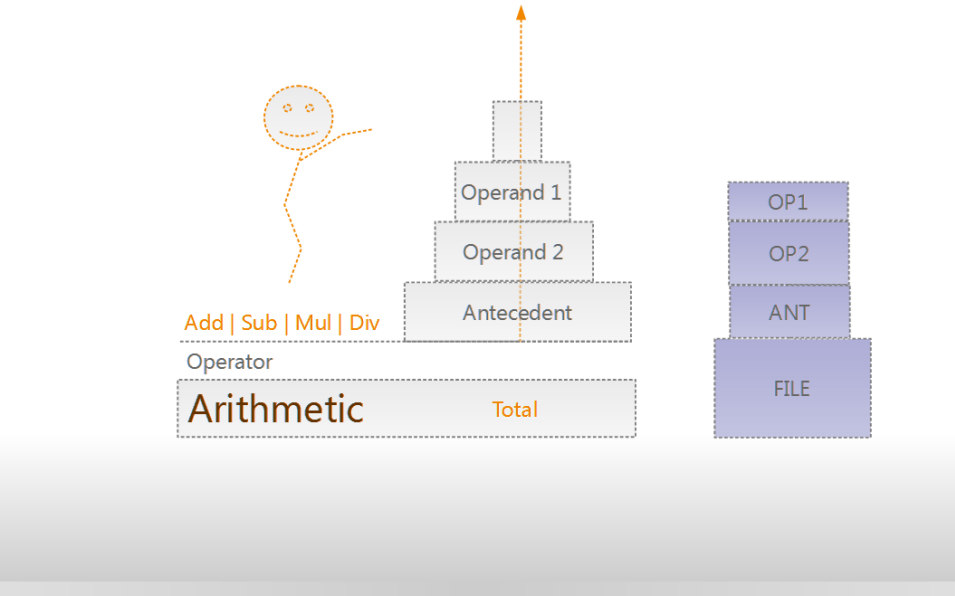 Operand 1
Operand 2
Antecedent
Add | Sub | Mul | Div
Operator
Arithmetic
Total
OP1
OP2
ANT
FILE